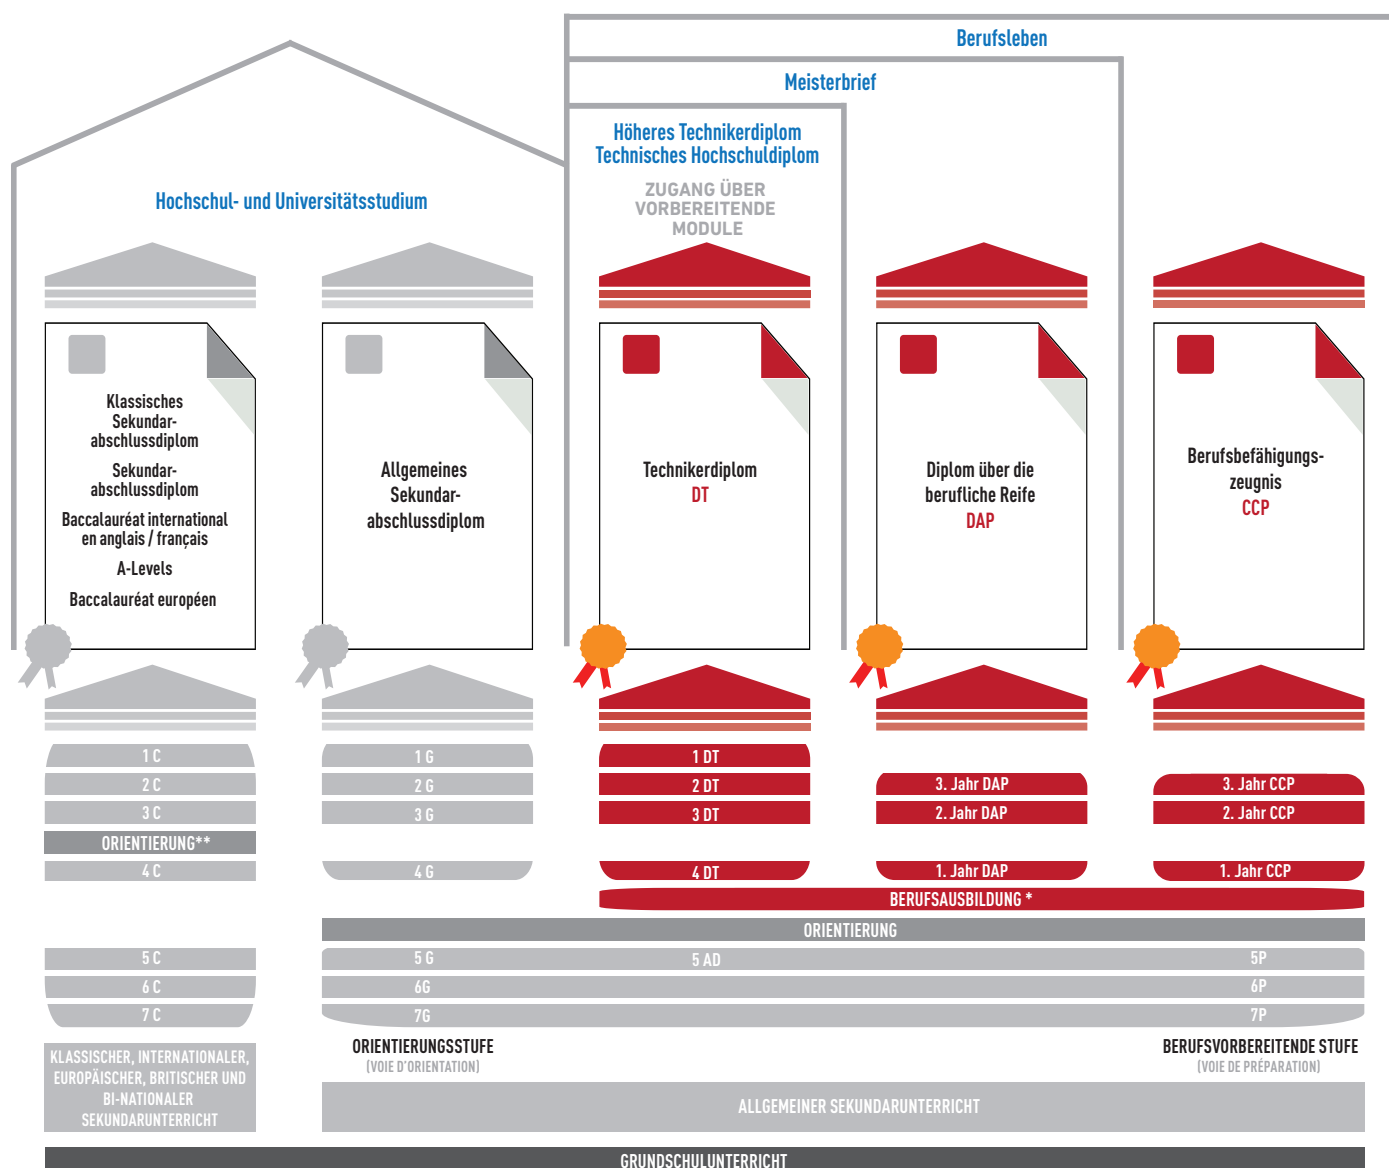 Berufsleben
Meisterbrief
Höheres Technikerdiplom
Technisches Hochschuldiplom
ZUGANG ÜBER
VORBEREITENDE
MODULE
Hochschul- und Universitätsstudium
Klassisches
Sekundar-
abschlussdiplom
Sekundar-
abschlussdiplom
Baccalauréat international
en anglais / français
A-Levels
Baccalauréat européen
Allgemeines
Sekundar-
abschlussdiplom
Technikerdiplom
DT
Diplom über die
berufliche Reife
DAP
Berufsbefähigungs-
zeugnis
CCP
1 C
1 G
1 DT
2 C
2 G
2 DT
3. Jahr DAP
3. Jahr CCP
3 C
3 G
3 DT
2. Jahr DAP
2. Jahr CCP
ORIENTIERUNG**
4 C
4 G
4 DT
1. Jahr DAP
1. Jahr CCP
BERUFSAUSBILDUNG *
ORIENTIERUNG
5 C
5 G
5 AD
5P
6 C
6G
6P
7 C
7G
7P
ORIENTIERUNGSSTUFE
(VOIE D'ORIENTATION)
BERUFSVORBEREITENDE STUFE
(VOIE DE PRÉPARATION)
KLASSISCHER, INTERNATIONALER,
EUROPÄISCHER, BRITISCHER UND
BI-NATIONALER
SEKUNDARUNTERRICHT
ALLGEMEINER SEKUNDARUNTERRICHT
GRUNDSCHULUNTERRICHT